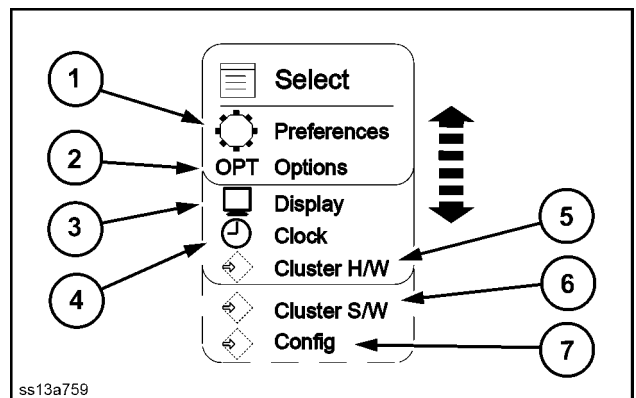 Select
1
Preferences
2
OPT Options
3
Display
4
Clock
5
Cluster H/W
6
Cluster S/W
7
Config
ss13a759